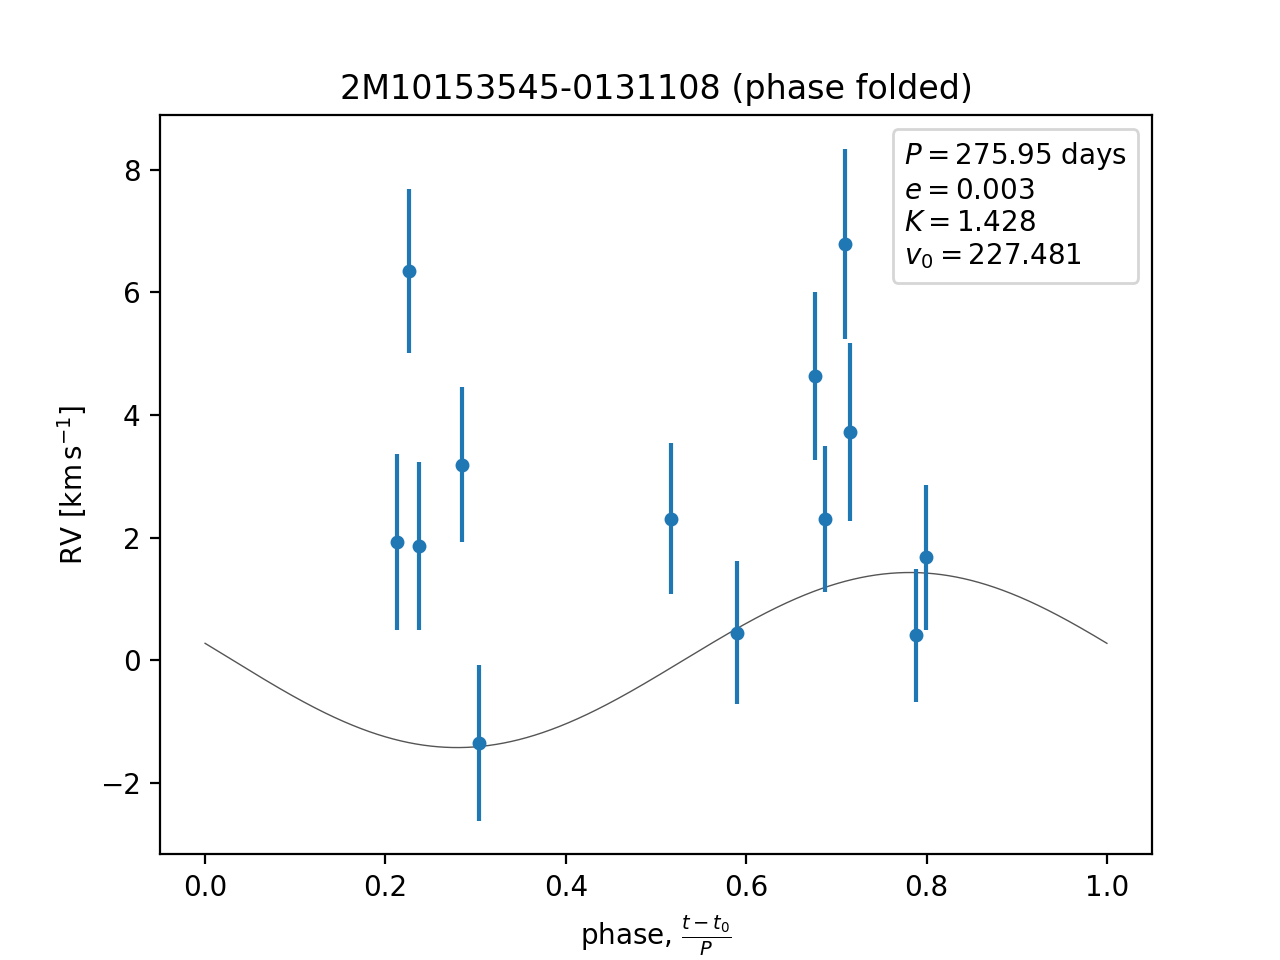 2M10153545-0131108 (phase folded)
P = 275.95 days
e = 0.003
K = 1.428
v₀ = 227.481
8
6
4
2
0
−2
RV [km s⁻¹]
0.0 0.2 0.4 0.6 0.8 1.0
phase, (t − t₀)/P